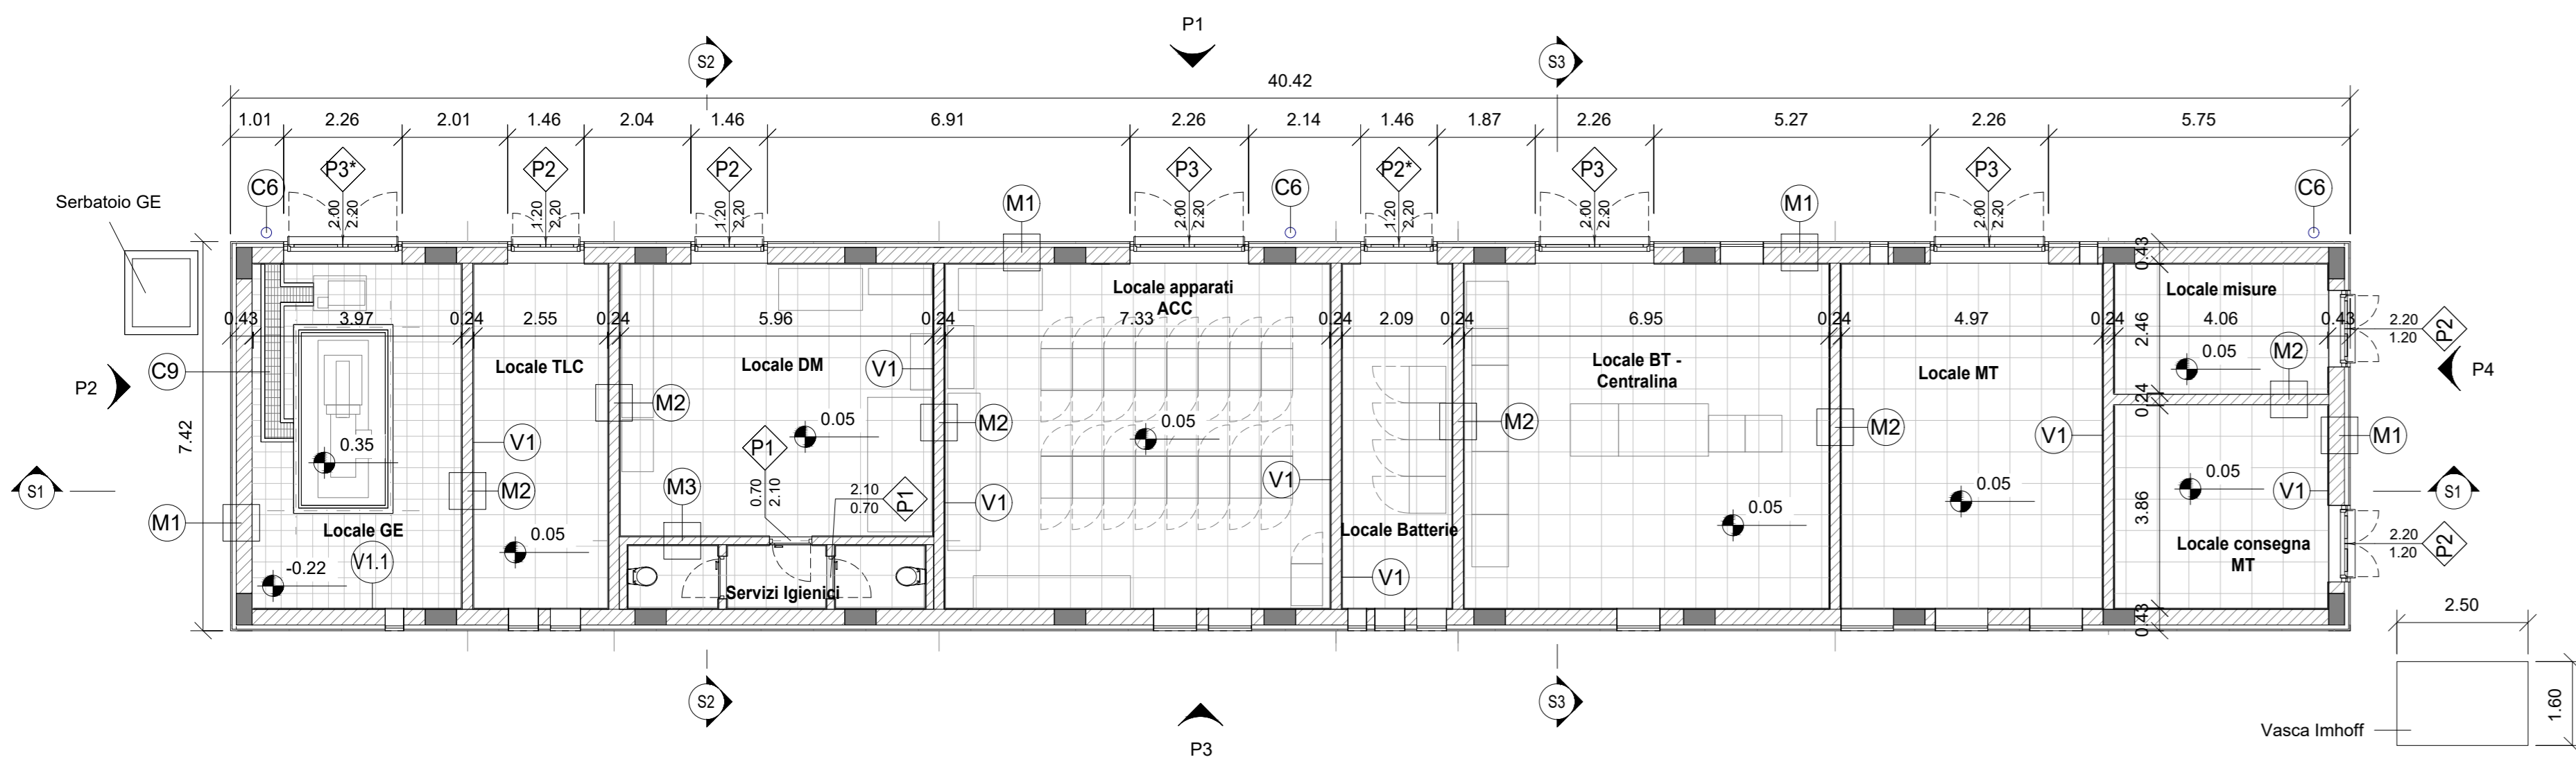 P1
S2
S3
40.42
1.01
2.26
2.01
1.46
2.04
1.46
6.91
2.26
2.14
1.46
1.87
2.26
5.27
2.26
5.75
P3*
P2
P2
P3
P2*
P3
P3
C6
C6
C6
Serbatoio GE
2.00
2.20
1.20
2.20
1.20
2.20
2.00
2.20
1.20
2.20
2.00
2.20
2.00
2.20
M1
M1
0.43
Locale apparati
ACC
Locale misure
0.43
3.97
0.24
2.55
0.24
5.96
0.24
7.33
0.24
2.09
0.24
6.95
0.24
4.97
0.24
4.06
0.43
2.46
2.20
1.20
P2
0.05
M2
P2
C9
Locale TLC
Locale DM
V1
Locale BT -
Centralina
Locale MT
P4
M2
0.24
7.42
0.35
V1
P1
0.05
M2
0.05
M2
M2
V1
M1
S1
M2
M3
0.70
2.10
2.10
0.70
P1
V1
V1
0.05
0.05
0.05
V1
S1
M1
Locale GE
V1.1
-0.22
0.05
Locale Batterie
V1
3.86
Locale consegna
MT
2.20
1.20
P2
Servizi Igienici
0.43
2.50
S2
S3
P3
Vasca Imhoff
1.60